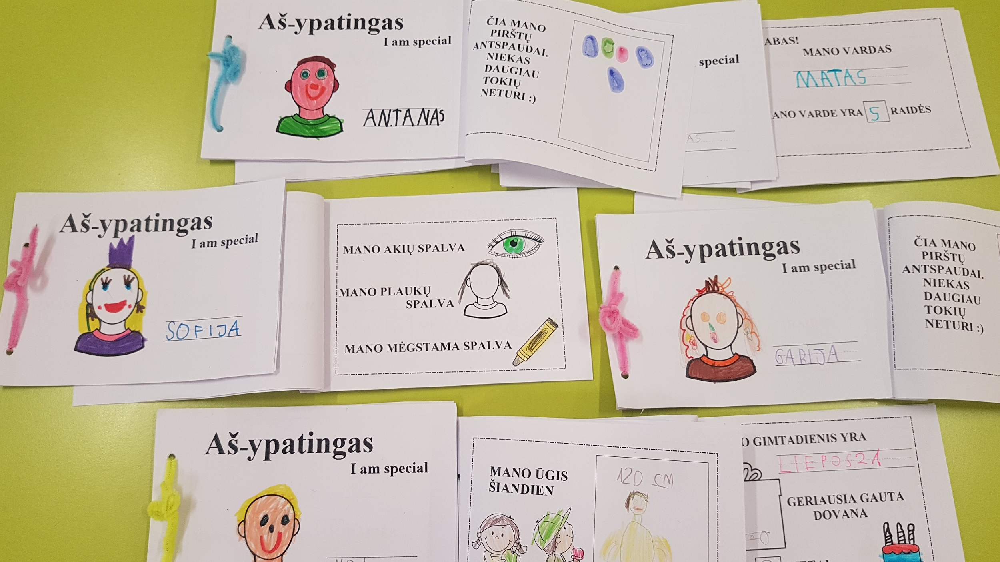 Aš-ypatingas
I am special
ANTANAS
ČIA MANO
PIRŠTŲ
ANTSPAUDAI.
NIEKAS
DAUGIAU
TOKIŲ
NETURI :)
special
AS
ABAS!
MANO VARDAS
MATAS
ANO VARDE YRA 5 RAIDĖS
Aš-ypatingas
I am special
SOFIJA
MANO AKIŲ SPALVA
MANO PLAUKŲ
SPALVA
MANO MĖGSTAMA SPALVA
Aš-ypatingas
I am special
GABIJA
ČIA MANO
PIRŠTŲ
ANTSPAUDAI.
NIEKAS
DAUGIAU
TOKIŲ
NETURI :)
Aš-ypatingas
I am special
MANO ŪGIS
ŠIANDIEN
120 CM
O GIMTADIENIS YRA
LIEPOS21
GERIAUSIA GAUTA
DOVANA